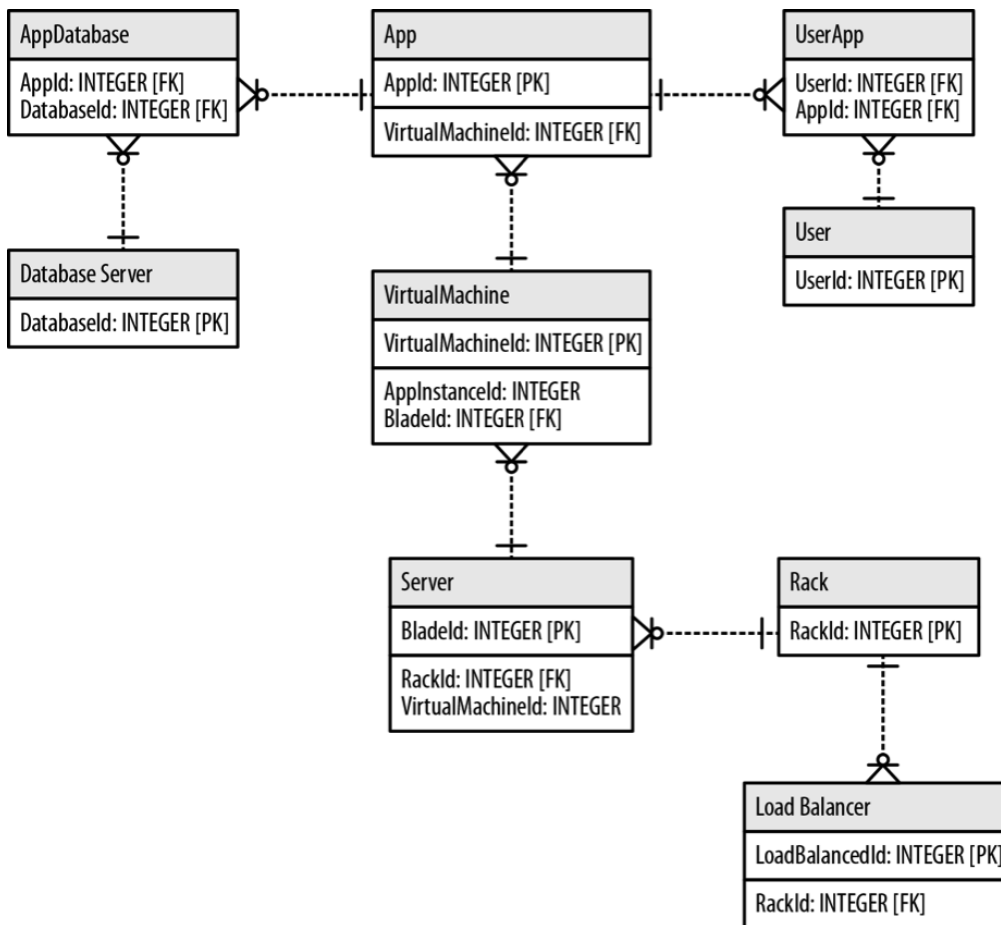 AppDatabase
AppId: INTEGER [FK]
DatabaseId: INTEGER [FK]
App
AppId: INTEGER [PK]
VirtualMachineId: INTEGER [FK]
UserApp
UserId: INTEGER [FK]
AppId: INTEGER [FK]
Database Server
DatabaseId: INTEGER [PK]
VirtualMachine
VirtualMachineId: INTEGER [PK]
AppInstanceId: INTEGER
BladeId: INTEGER [FK]
User
UserId: INTEGER [PK]
Server
BladeId: INTEGER [PK]
RackId: INTEGER [FK]
VirtualMachineId: INTEGER
Rack
RackId: INTEGER [PK]
Load Balancer
LoadBalancedId: INTEGER [PK]
RackId: INTEGER [FK]